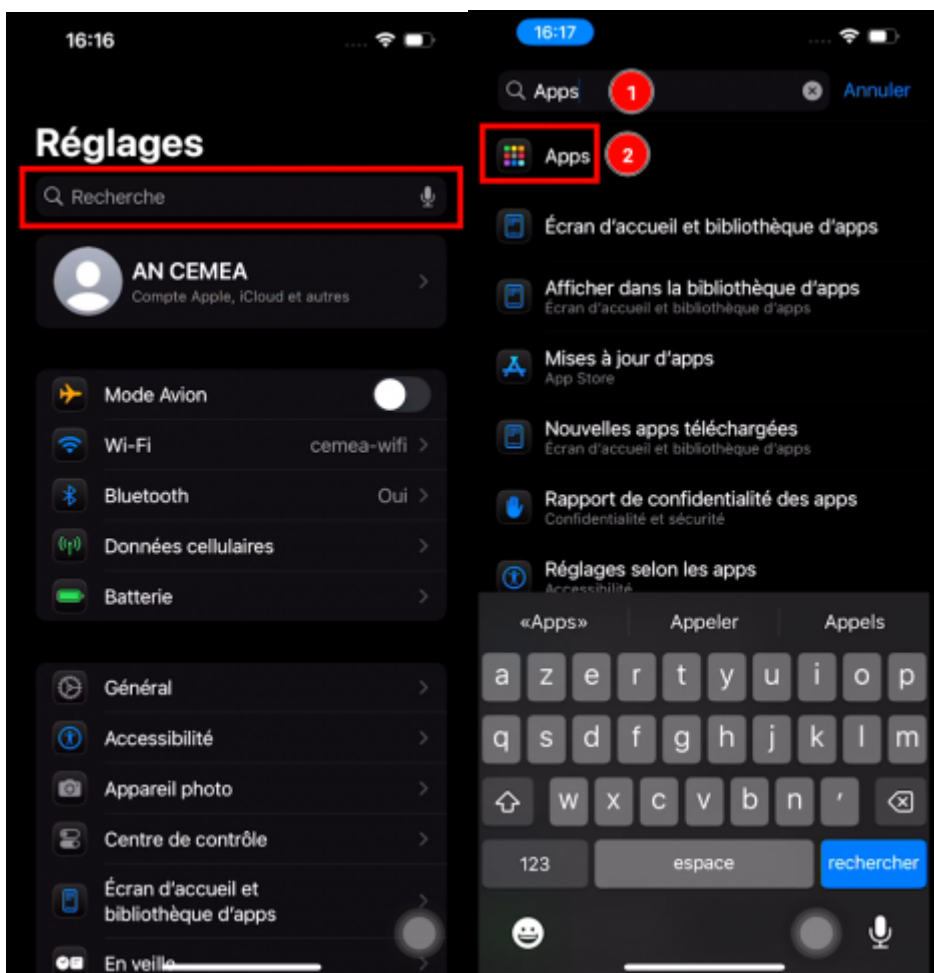 16:16
Réglages
Recherche
AN CEMEA
Compte Apple, iCloud et autres
Mode Avion
Wi-Fi
cemea-wifi
Bluetooth
Oui
Données cellulaires
Batterie
Général
Accessibilité
Appareil photo
Centre de contrôle
Écran d'accueil et
bibliothèque d'apps
En veille
16:17
Apps
1
Annuler
Apps
2
Écran d'accueil et bibliothèque d'apps
Afficher dans la bibliothèque d'apps
Écran d'accueil et bibliothèque d'apps
Mises à jour d'apps
App Store
Nouvelles apps téléchargées
Écran d'accueil et bibliothèque d'apps
Rapport de confidentialité des apps
Confidentialité et sécurité
Réglages selon les apps
Accessibilité
«Apps» Appeler Appels
a z e r t y u i o p
q s d f g h j k l m
w x c v b n '
123 espace rechercher